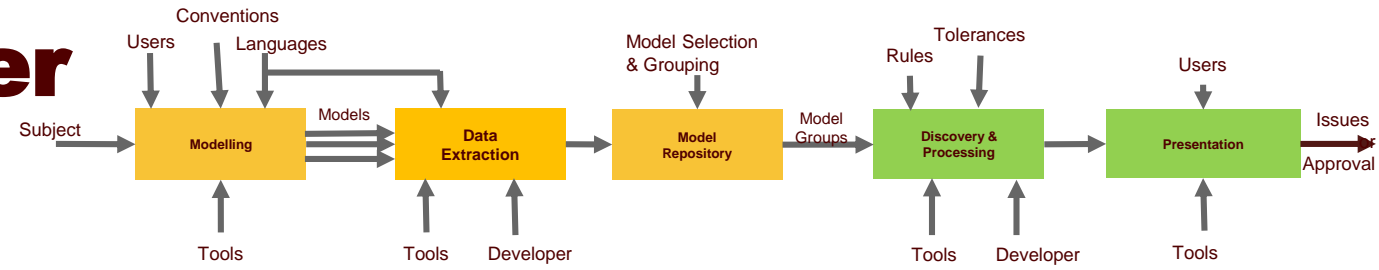 er
Conventions
Users
Languages
Model Selection
& Grouping
Tolerances
Rules
Users
Subject
Models
Model
Groups
Issues
or
Approval
Modelling
Data
Extraction
Model
Repository
Discovery &
Processing
Presentation
Tools
Tools
Developer
Tools
Developer
Tools